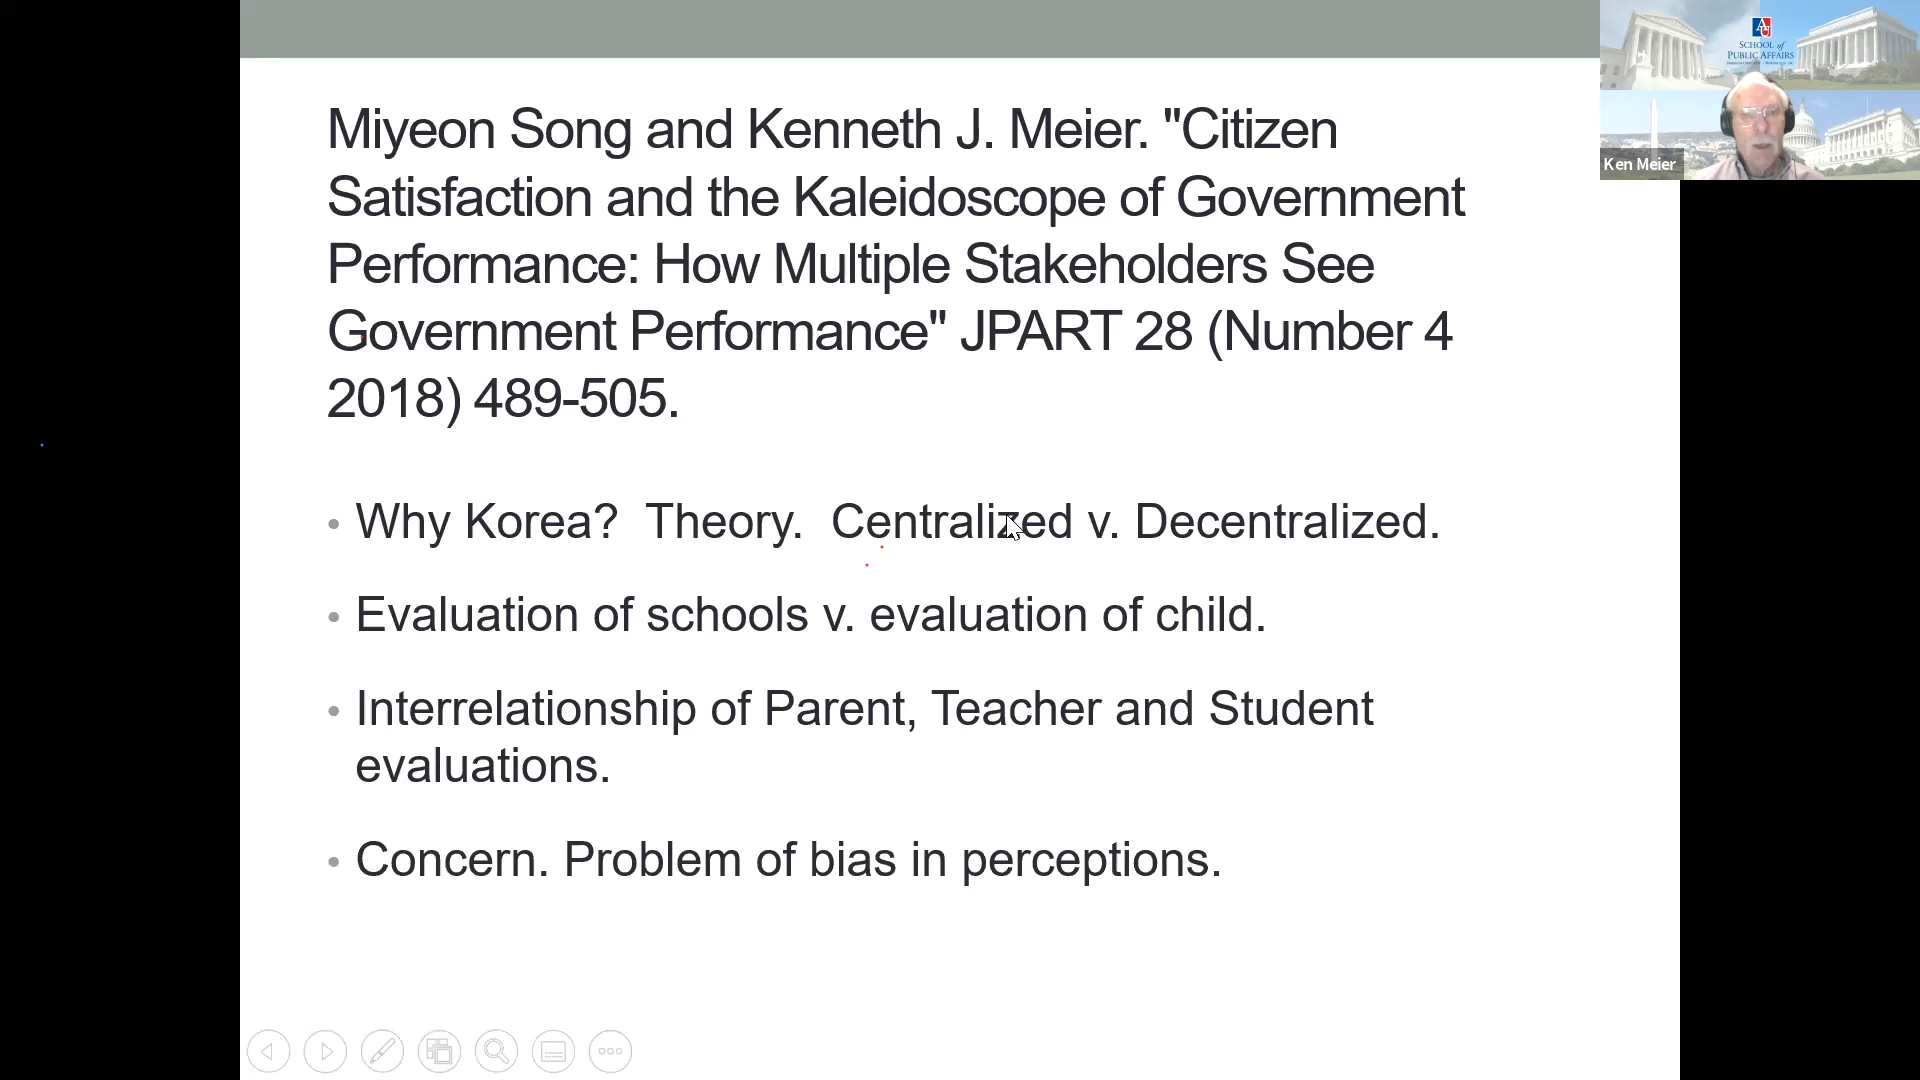 Miyeon Song and Kenneth J. Meier. "Citizen
Satisfaction and the Kaleidoscope of Government
Performance: How Multiple Stakeholders See
Government Performance" JPART 28 (Number 4
2018) 489-505.
• Why Korea?  Theory.  Centralized v. Decentralized.
• Evaluation of schools v. evaluation of child.
• Interrelationship of Parent, Teacher and Student
evaluations.
• Concern. Problem of bias in perceptions.
AU
SCHOOL of
PUBLIC AFFAIRS
Ken Meier